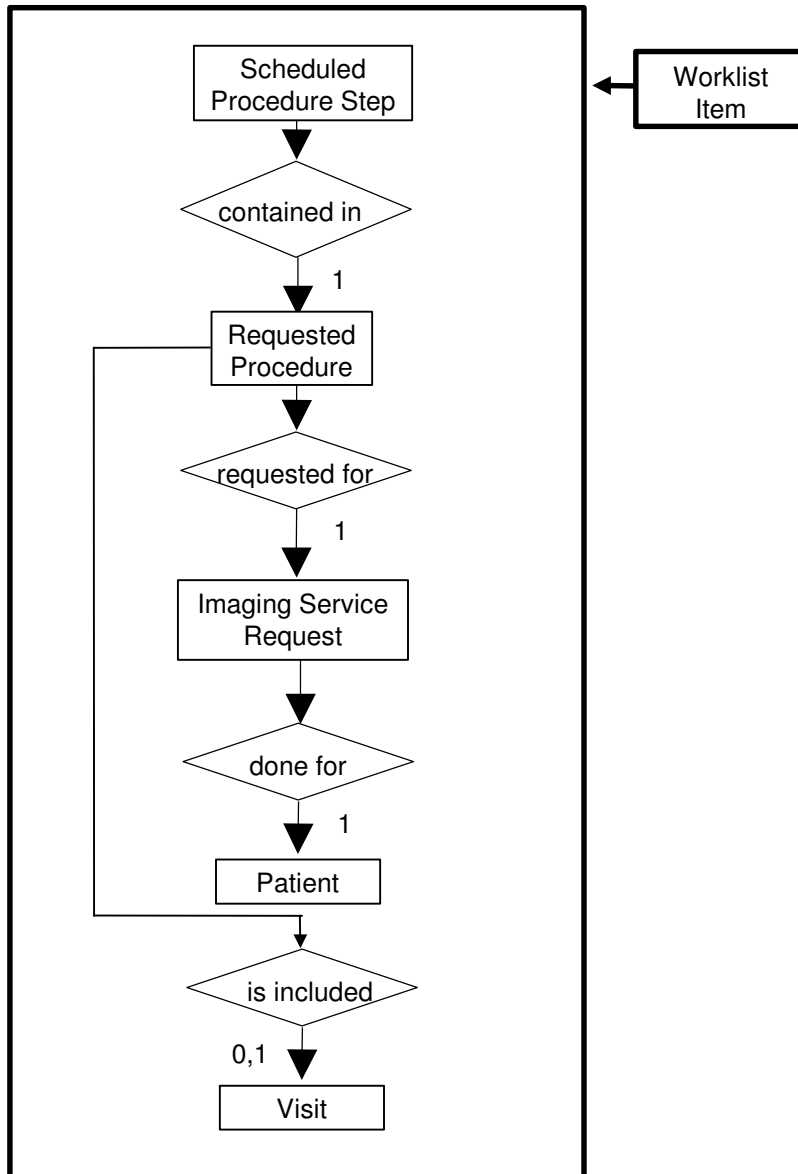 Scheduled
Procedure Step
Worklist
Item
contained in
1
Requested
Procedure
requested for
1
Imaging Service
Request
done for
1
Patient
is included
0,1
Visit